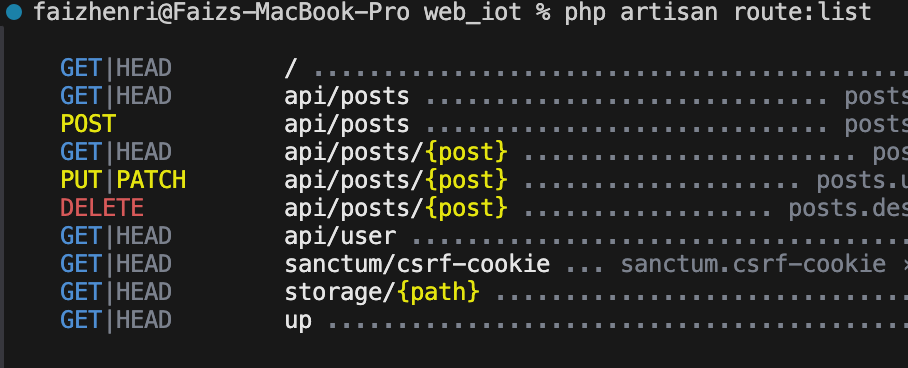 faizhenri@Faizs-MacBook-Pro web_iot % php artisan route:list
GET|HEAD / ..........................................
GET|HEAD api/posts ............................. posts
POST api/posts ............................. posts
GET|HEAD api/posts/{post} ........................ pos
PUT|PATCH api/posts/{post} .................... posts.u
DELETE api/posts/{post} .................. posts.des
GET|HEAD api/user ....................................
GET|HEAD sanctum/csrf-cookie ... sanctum.csrf-cookie ›
GET|HEAD storage/{path} ..............................
GET|HEAD up ..........................................